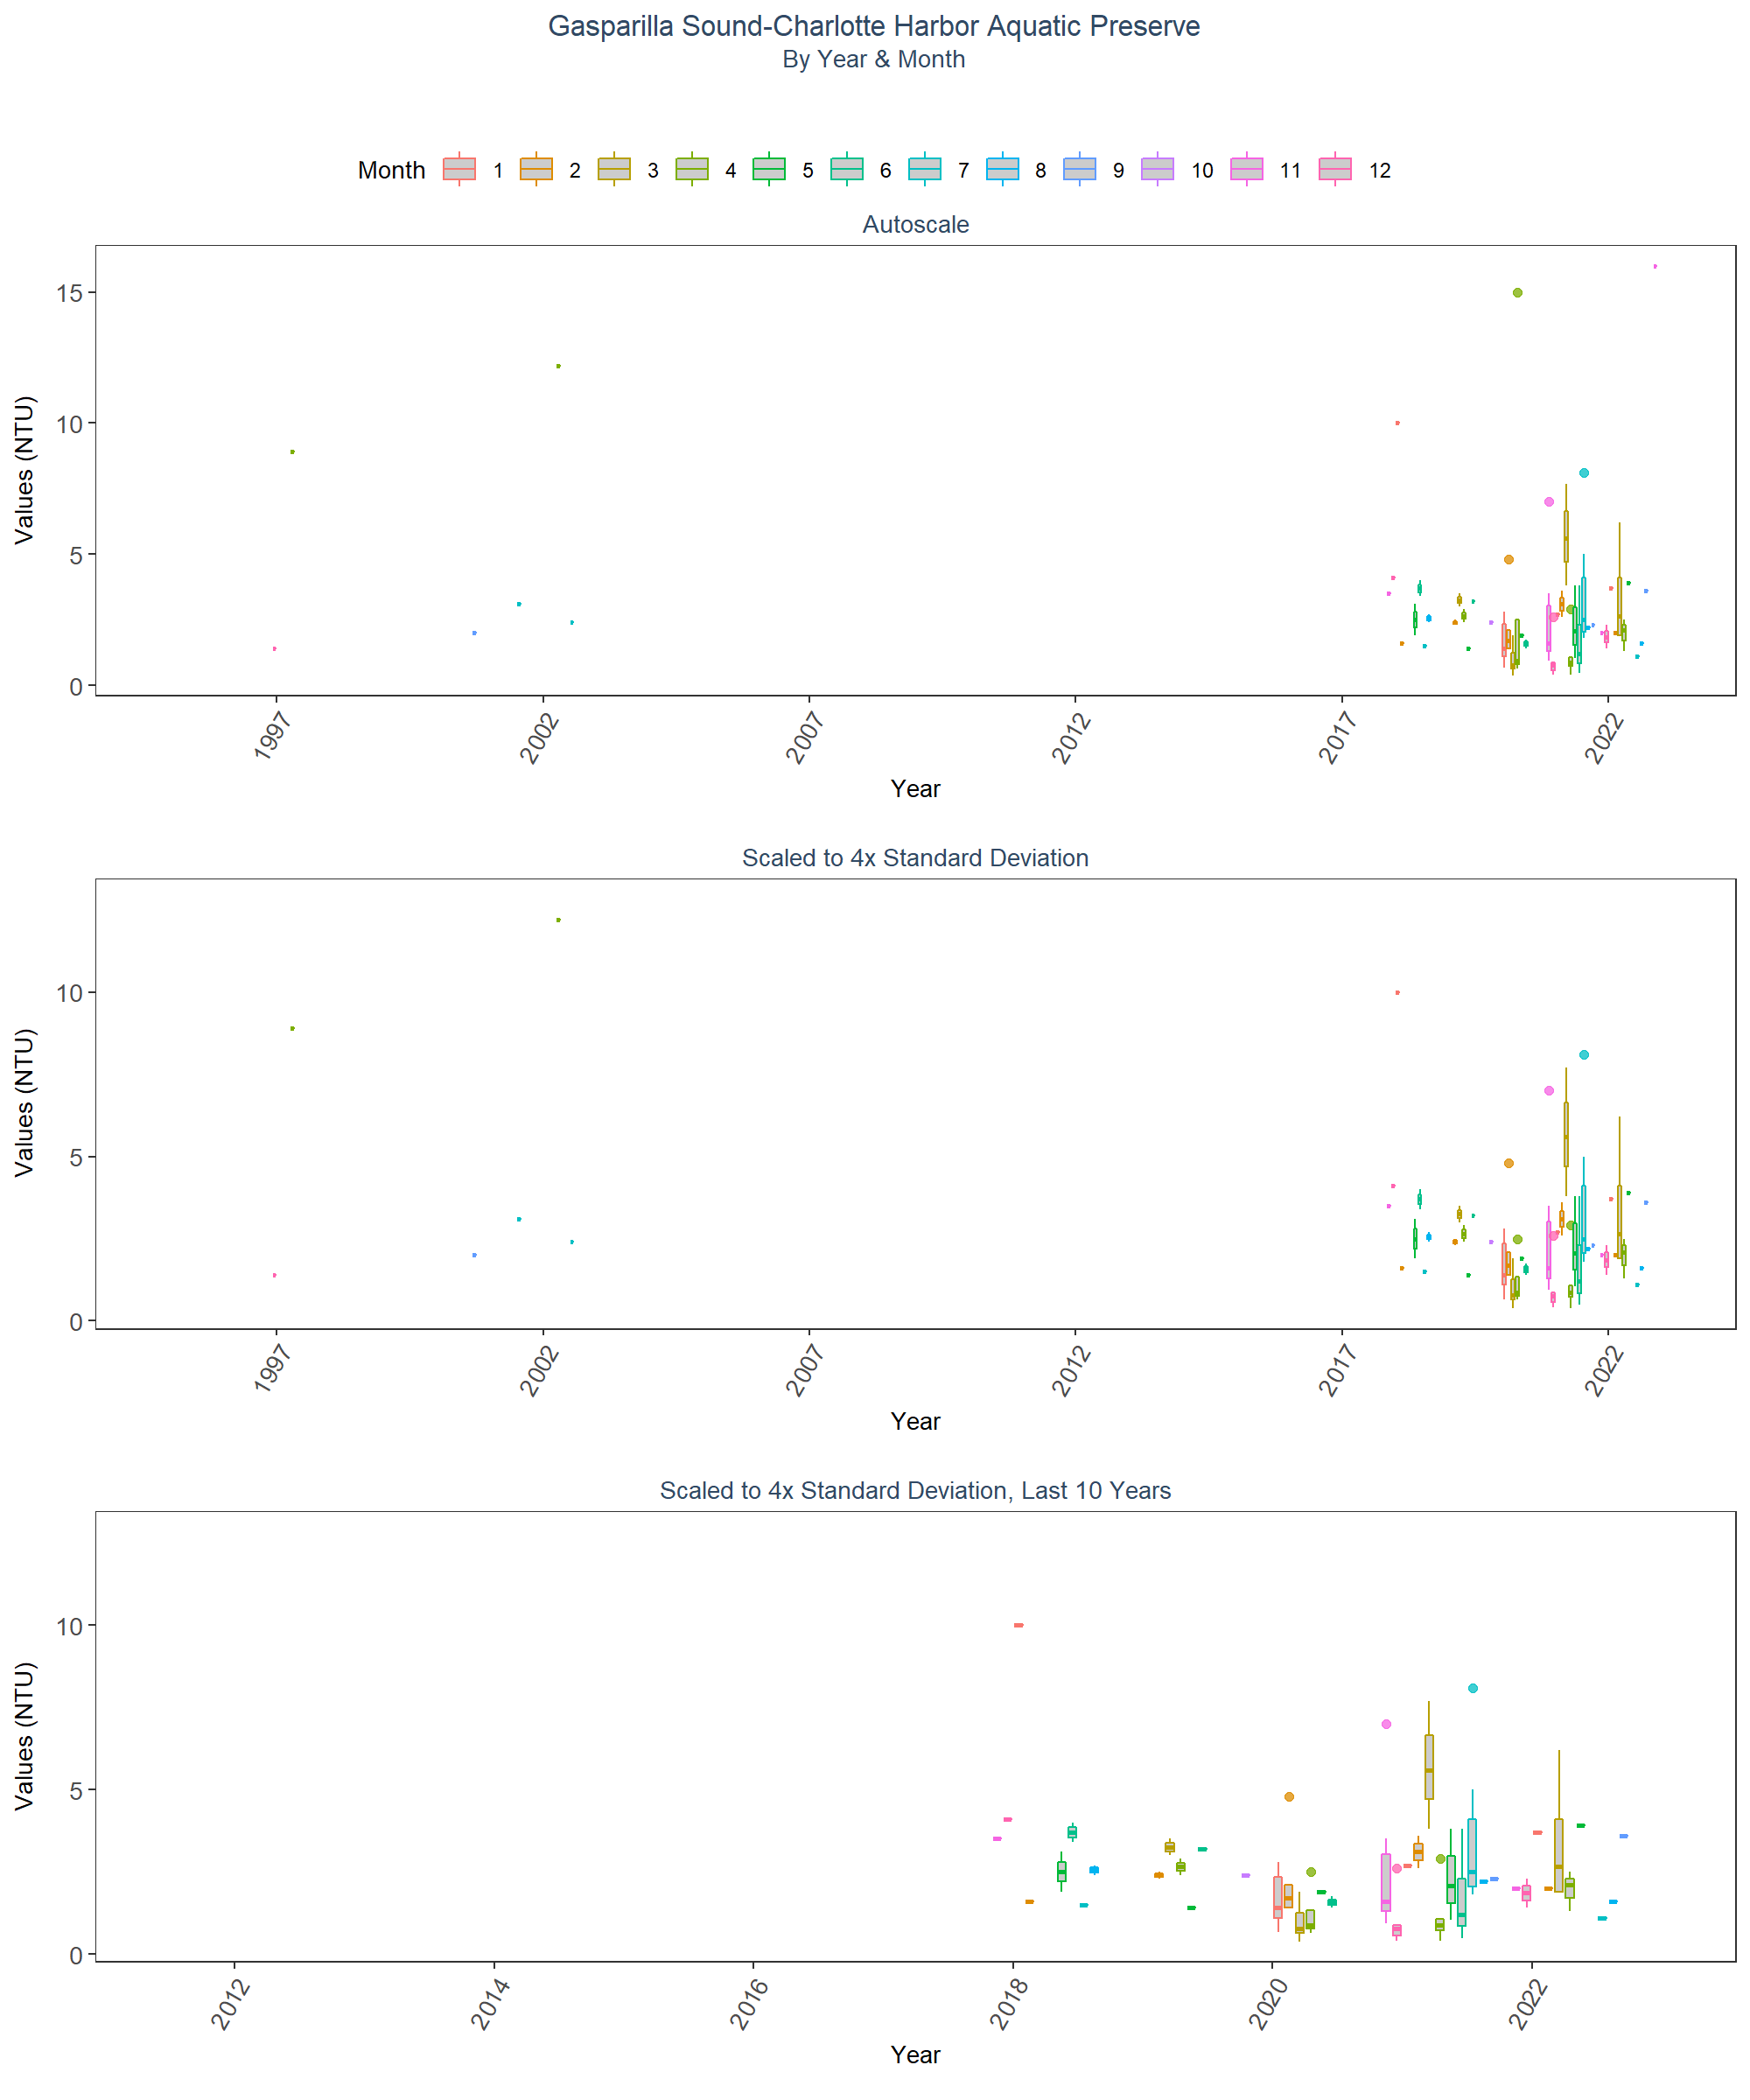 Gasparilla Sound-Charlotte Harbor Aquatic Preserve
By Year & Month
Month 1 2 3 4 5 6 7 8 9 10 11 12
Autoscale
Values (NTU)
15
10
5
0
1997 2002 2007 2012 2017 2022
Year
Scaled to 4x Standard Deviation
Values (NTU)
10
5
0
1997 2002 2007 2012 2017 2022
Year
Scaled to 4x Standard Deviation, Last 10 Years
Values (NTU)
10
5
0
2012 2014 2016 2018 2020 2022
Year